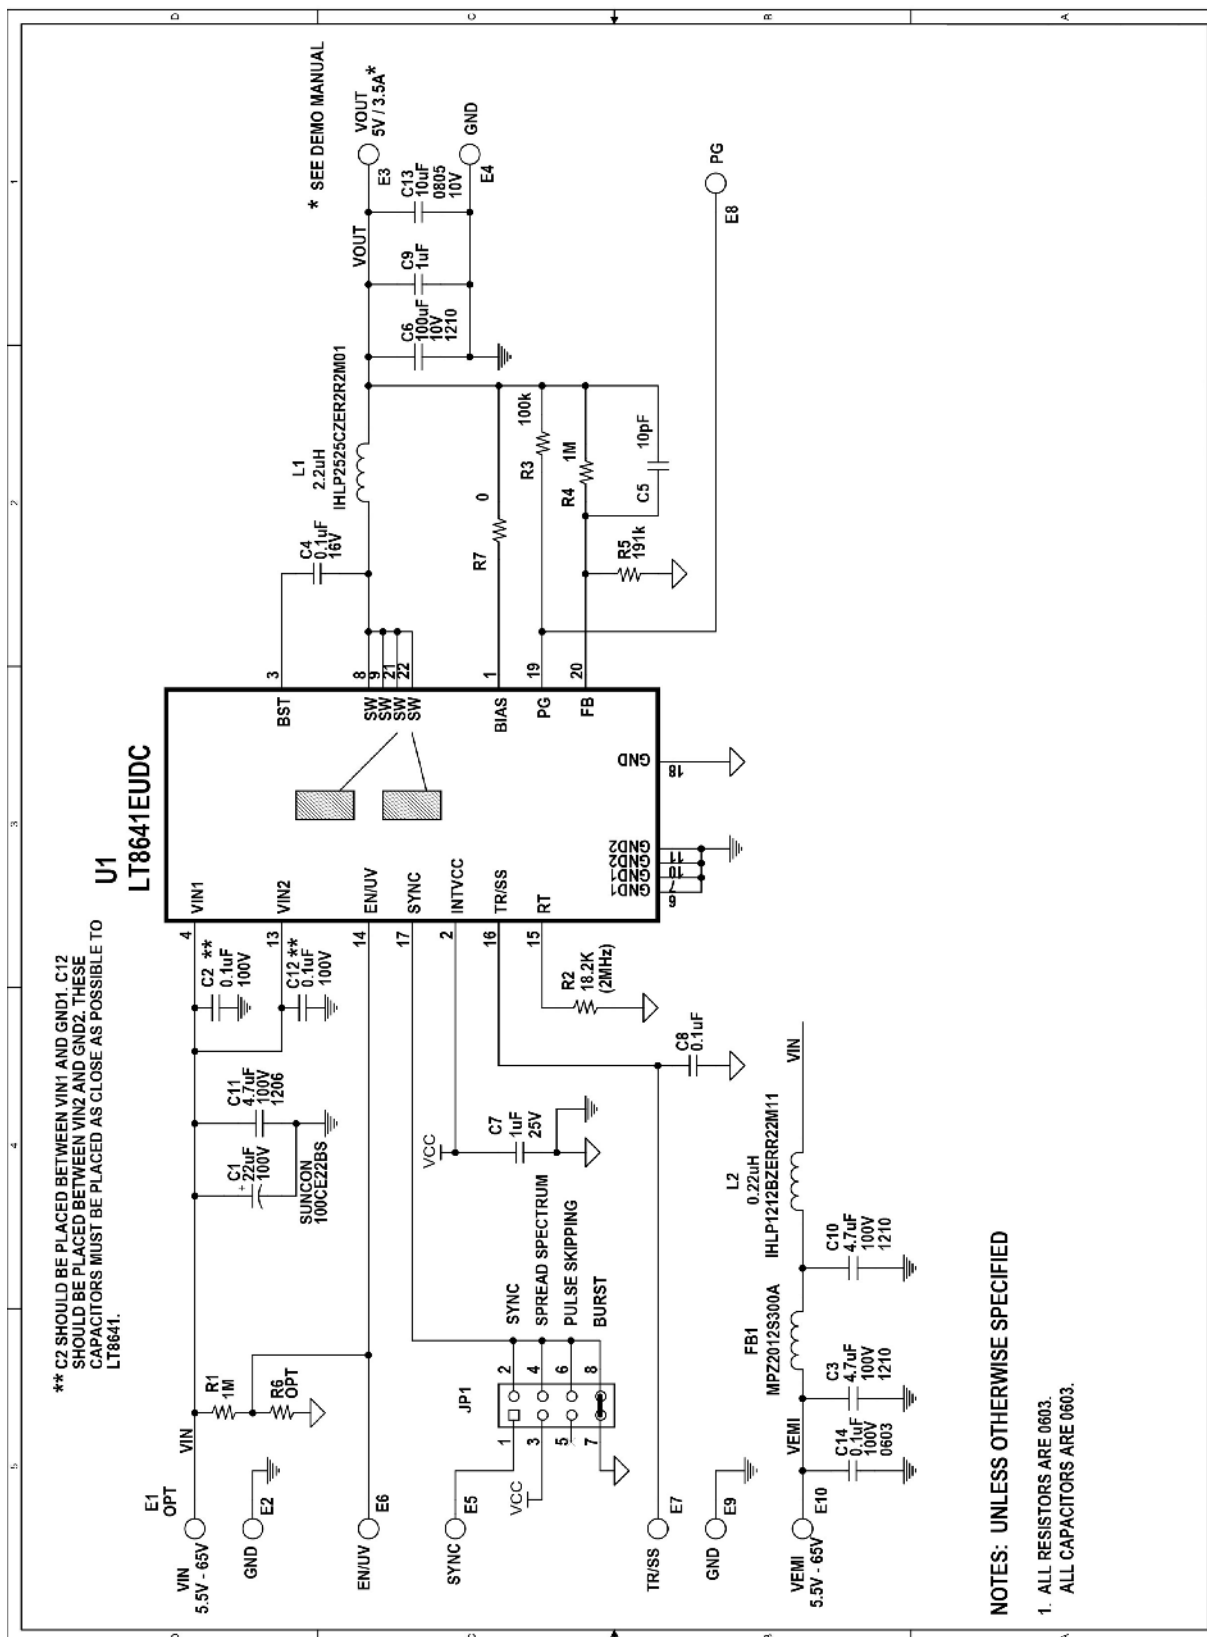 ** C2 SHOULD BE PLACED BETWEEN VIN1 AND GND1. C12
SHOULD BE PLACED BETWEEN VIN2 AND GND2. THESE
CAPACITORS MUST BE PLACED AS CLOSE AS POSSIBLE TO
LT8641.
U1
LT8641EUDC
* SEE DEMO MANUAL
E1
OPT
VIN
5.5V - 65V
VIN
R1
1M
R6
OPT
GND
E2
C1
+
22uF
100V
SUNCON
100CE22BS
C11
4.7uF
100V
1206
C2 **
0.1uF
100V
C12 **
0.1uF
100V
4
VIN1
13
VIN2
14
EN/UV
17
SYNC
2
INTVCC
16
TR/SS
15
RT
BST
3
SW
8
SW
9
SW
21
SW
22
BIAS
1
PG
19
FB
20
GND1
6
GND1
7
GND2
10
GND2
11
GND
18
C4
0.1uF
16V
L1
2.2uH
IHLP2525CZER2R2M01
VOUT
C6
100uF
10V
1210
C9
1uF
C13
10uF
0805
10V
E3
VOUT
5V / 3.5A*
E4
GND
R7
0
R3
100k
R4
1M
C5
10pF
R5
191k
E8
PG
EN/UV
E6
SYNC
E5
VCC
JP1
1
2
SYNC
3
4
SPREAD SPECTRUM
5
6
PULSE SKIPPING
7
8
BURST
VCC
C7
1uF
25V
R2
18.2K
(2MHz)
C8
0.1uF
TR/SS
E7
GND
E9
VEMI
5.5V - 65V
E10
VEMI
C14
0.1uF
100V
0603
C3
4.7uF
100V
1210
FB1
MPZ2012S300A
C10
4.7uF
100V
1210
L2
0.22uH
IHLP1212BZERR22M11
VIN
NOTES: UNLESS OTHERWISE SPECIFIED
1. ALL RESISTORS ARE 0603.
ALL CAPACITORS ARE 0603.
5
4
3
2
1
D
C
B
A